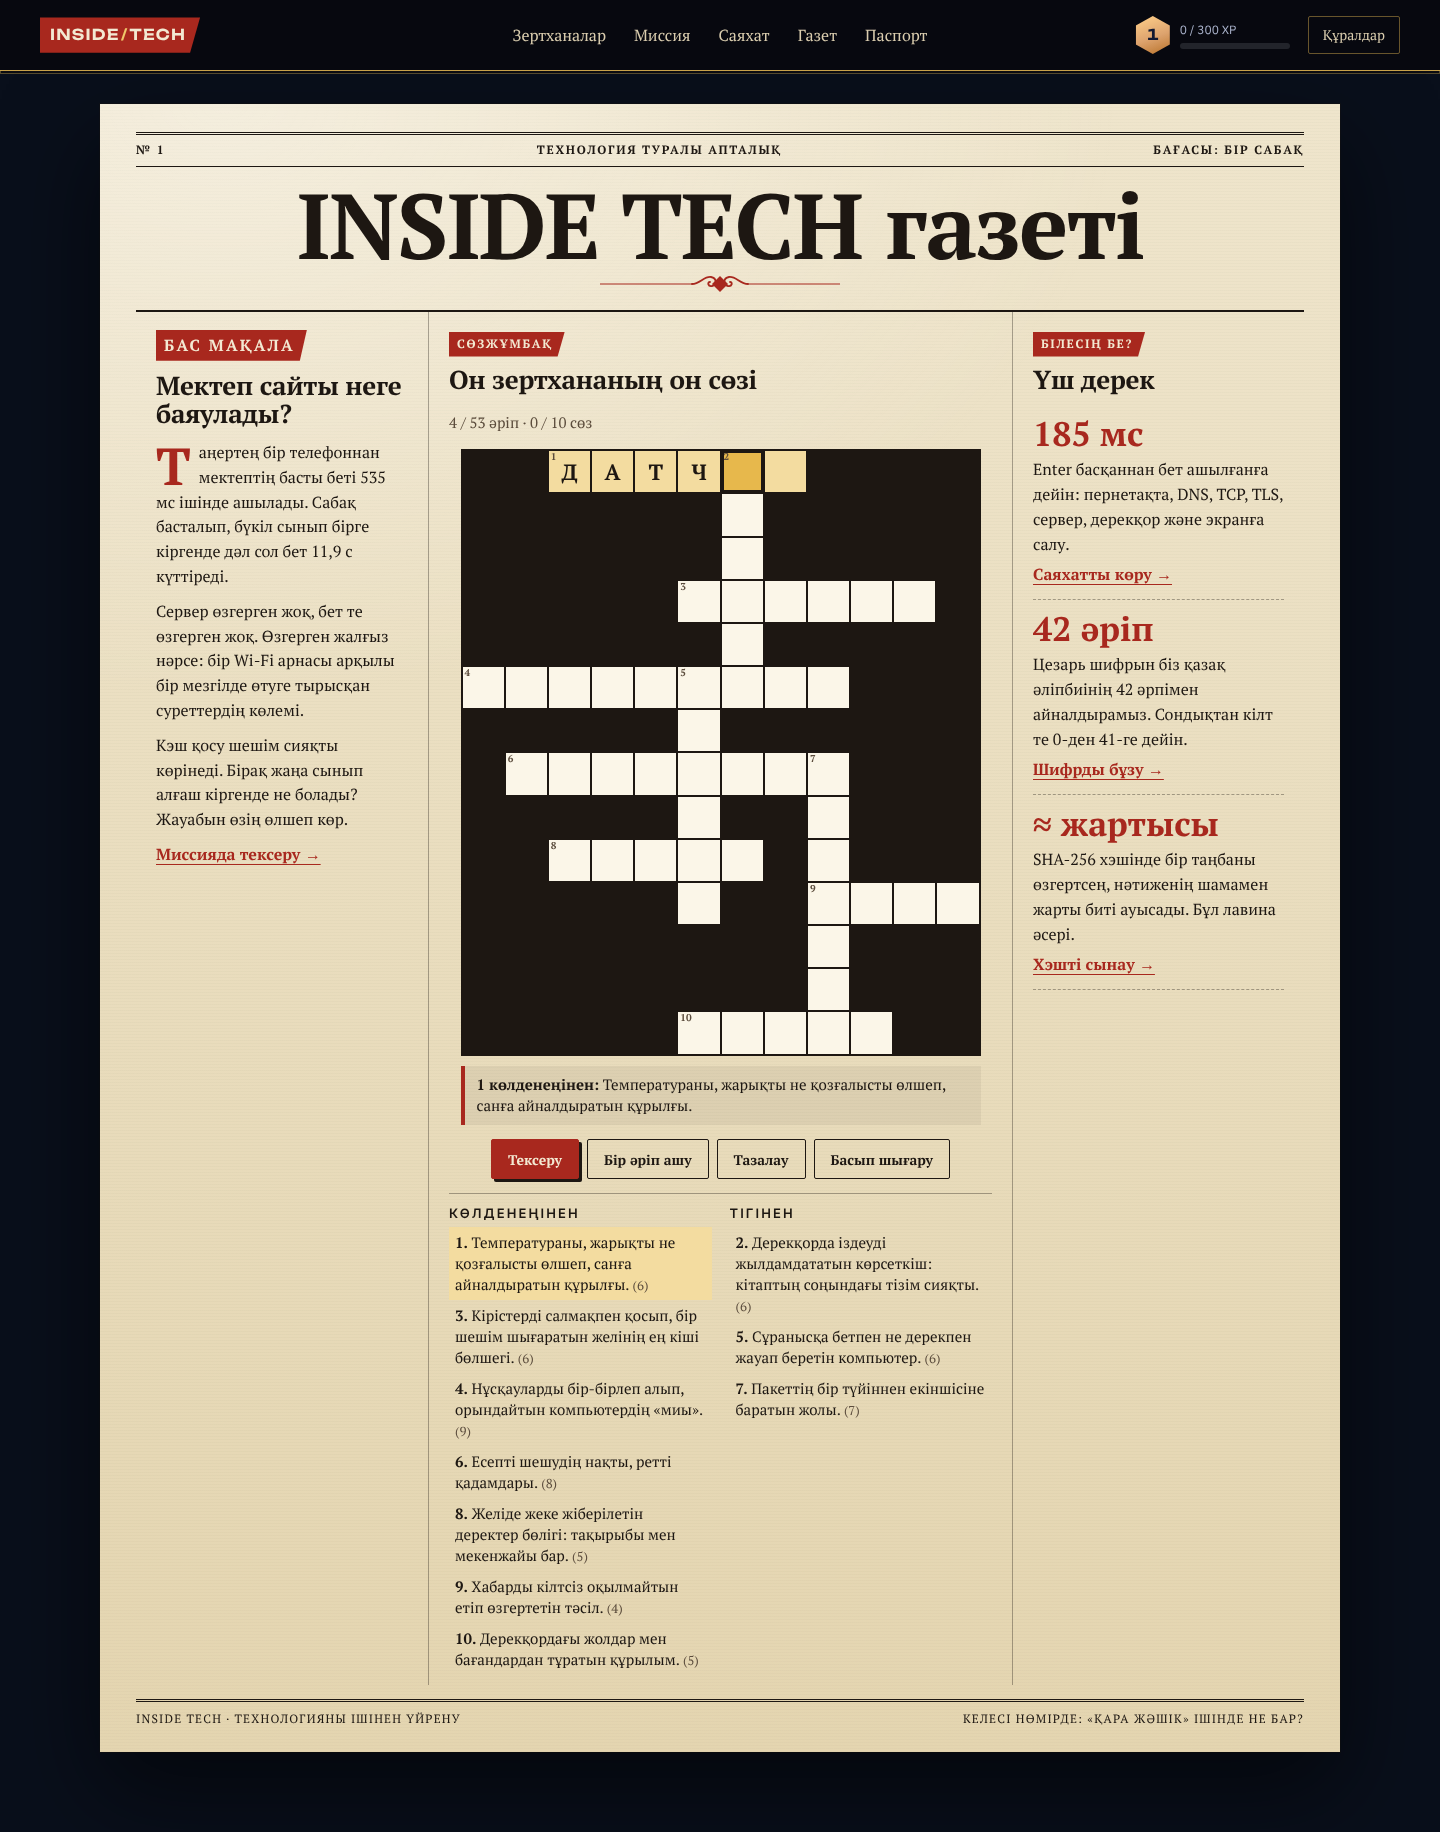 INSIDE/TECH
Зертханалар Миссия Саяхат Газет Паспорт
1
0 / 300 XP
Құралдар
№ 1
ТЕХНОЛОГИЯ ТУРАЛЫ АПТАЛЫҚ
БАҒАСЫ: БІР САБАҚ
INSIDE TECH газеті
БАС МАҚАЛА
Мектеп сайты неге
баяулады?
Таңертең бір телефоннан
мектептің басты беті 535
мс ішінде ашылады. Сабақ
басталып, бүкіл сынып бірге
кіргенде дәл сол бет 11,9 с
күттіреді.
Сервер өзгерген жоқ, бет те
өзгерген жоқ. Өзгерген жалғыз
нәрсе: бір Wi-Fi арнасы арқылы
бір мезгілде өтуге тырысқан
суреттердің көлемі.
Кэш қосу шешім сияқты
көрінеді. Бірақ жаңа сынып
алғаш кіргенде не болады?
Жауабын өзің өлшеп көр.
Миссияда тексеру →
СӨЗЖҰМБАҚ
Он зертхананың он сөзі
4 / 53 әріп · 0 / 10 сөз
1 Д А Т Ч 2
3
4 5
6 7
8
9
10
1 көлденеңінен: Температураны, жарықты не қозғалысты өлшеп,
санға айналдыратын құрылғы.
Тексеру
Бір әріп ашу
Тазалау
Басып шығару
КӨЛДЕНЕҢІНЕН
1. Температураны, жарықты не
қозғалысты өлшеп, санға
айналдыратын құрылғы. (6)
3. Кірістерді салмақпен қосып, бір
шешім шығаратын желінің ең кіші
бөлшегі. (6)
4. Нұсқауларды бір-бірлеп алып,
орындайтын компьютердің «миы».
(9)
6. Есепті шешудің нақты, ретті
қадамдары. (8)
8. Желіде жеке жіберілетін
деректер бөлігі: тақырыбы мен
мекенжайы бар. (5)
9. Хабарды кілтсіз оқылмайтын
етіп өзгертетін тәсіл. (4)
10. Дерекқордағы жолдар мен
бағандардан тұратын құрылым. (5)
ТІГІНЕН
2. Дерекқорда іздеуді
жылдамдататын көрсеткіш:
кітаптың соңындағы тізім сияқты.
(6)
5. Сұранысқа бетпен не дерекпен
жауап беретін компьютер. (6)
7. Пакеттің бір түйіннен екіншісіне
баратын жолы. (7)
БІЛЕСІҢ БЕ?
Үш дерек
185 мс
Enter басқаннан бет ашылғанға
дейін: пернетақта, DNS, TCP, TLS,
сервер, дерекқор және экранға
салу.
Саяхатты көру →
42 әріп
Цезарь шифрын біз қазақ
әліпбиінің 42 әрпімен
айналдырамыз. Сондықтан кілт
те 0-ден 41-ге дейін.
Шифрды бұзу →
≈ жартысы
SHA-256 хэшінде бір таңбаны
өзгертсең, нәтиженің шамамен
жарты биті ауысады. Бұл лавина
әсері.
Хэшті сынау →
INSIDE TECH · ТЕХНОЛОГИЯНЫ ІШІНЕН ҮЙРЕНУ
КЕЛЕСІ НӨМІРДЕ: «ҚАРА ЖӘШІК» ІШІНДЕ НЕ БАР?